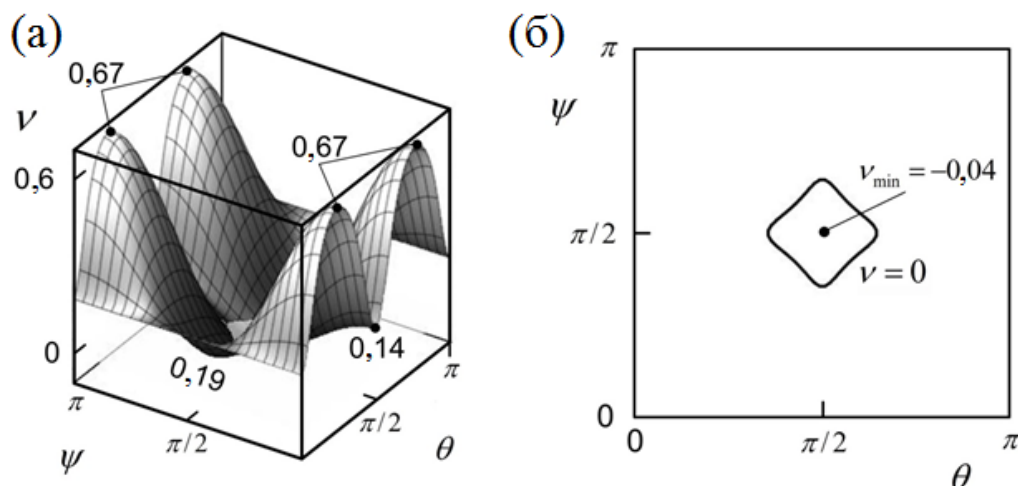 (а)
0,67
0,67
ν
0,6
0
0,19
0,14
π
π/2
ψ
π/2
π
θ
(б)
π
ψ
π/2
0
ν_min = −0,04
ν = 0
0
π/2
π
θ